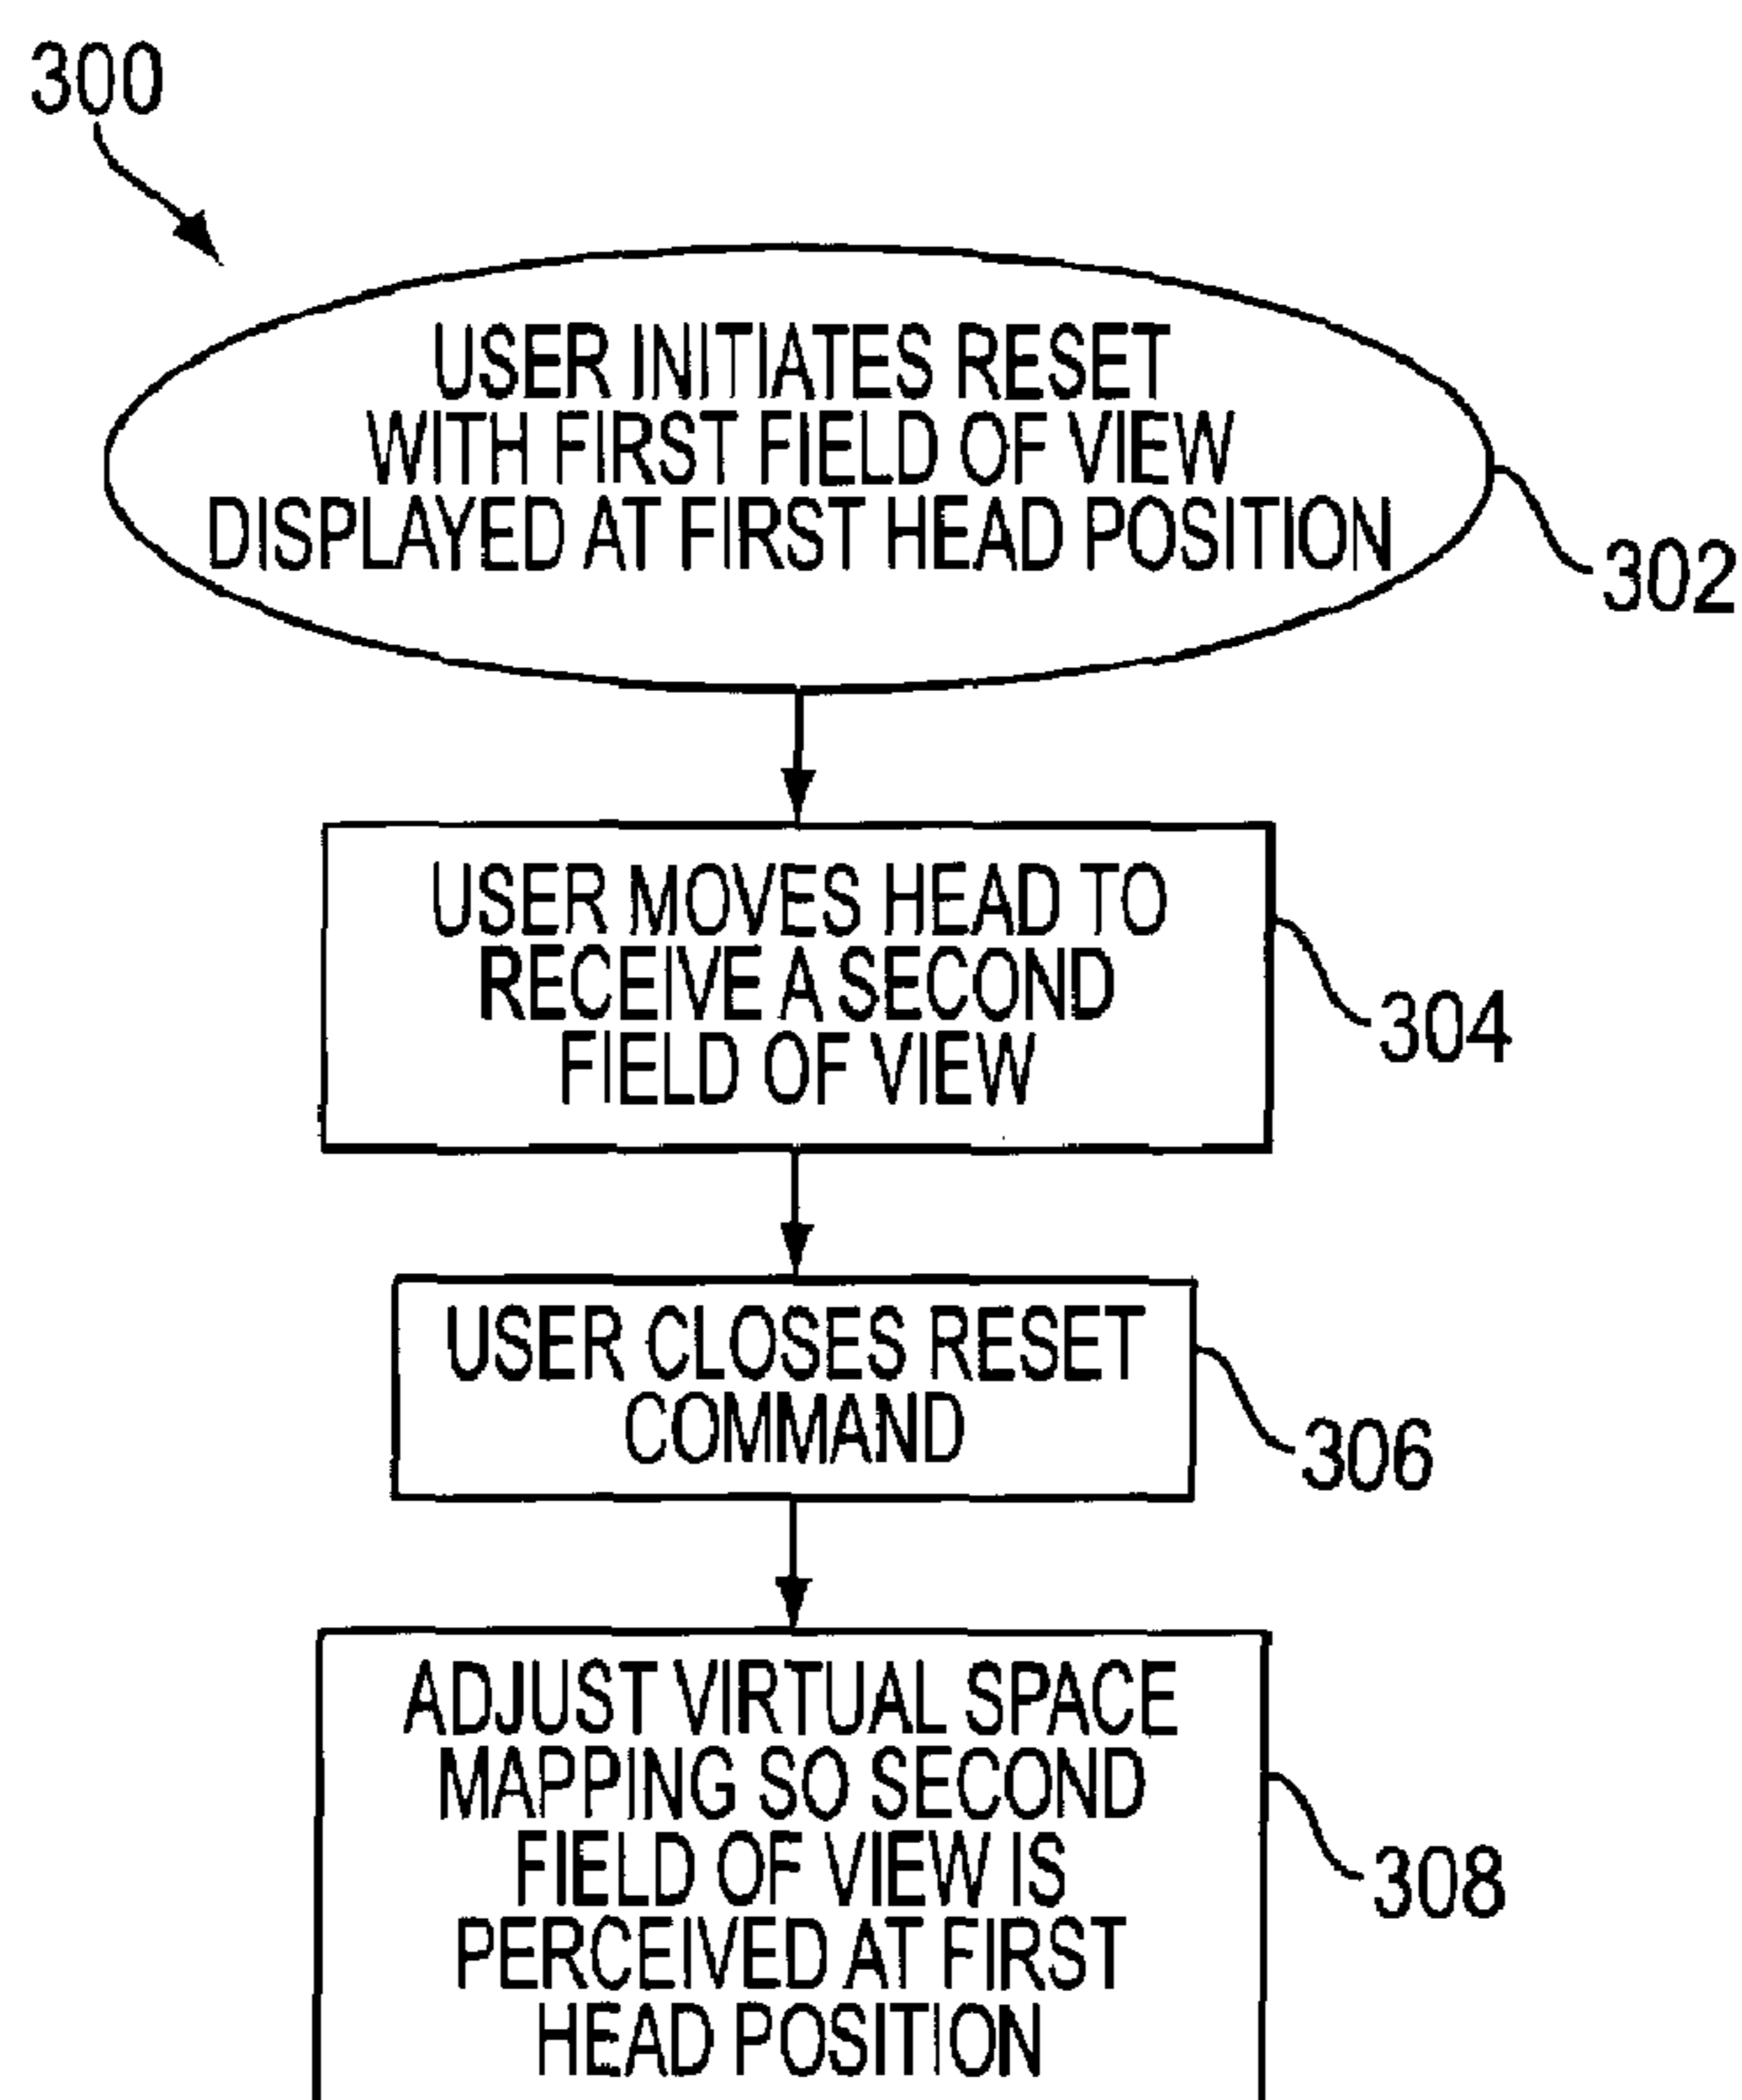 300
USER INITIATES RESET
WITH FIRST FIELD OF VIEW
DISPLAYED AT FIRST HEAD POSITION
302
USER MOVES HEAD TO
RECEIVE A SECOND
FIELD OF VIEW
304
USER CLOSES RESET
COMMAND
306
ADJUST VIRTUAL SPACE
MAPPING SO SECOND
FIELD OF VIEW IS
PERCEIVED AT FIRST
HEAD POSITION
308